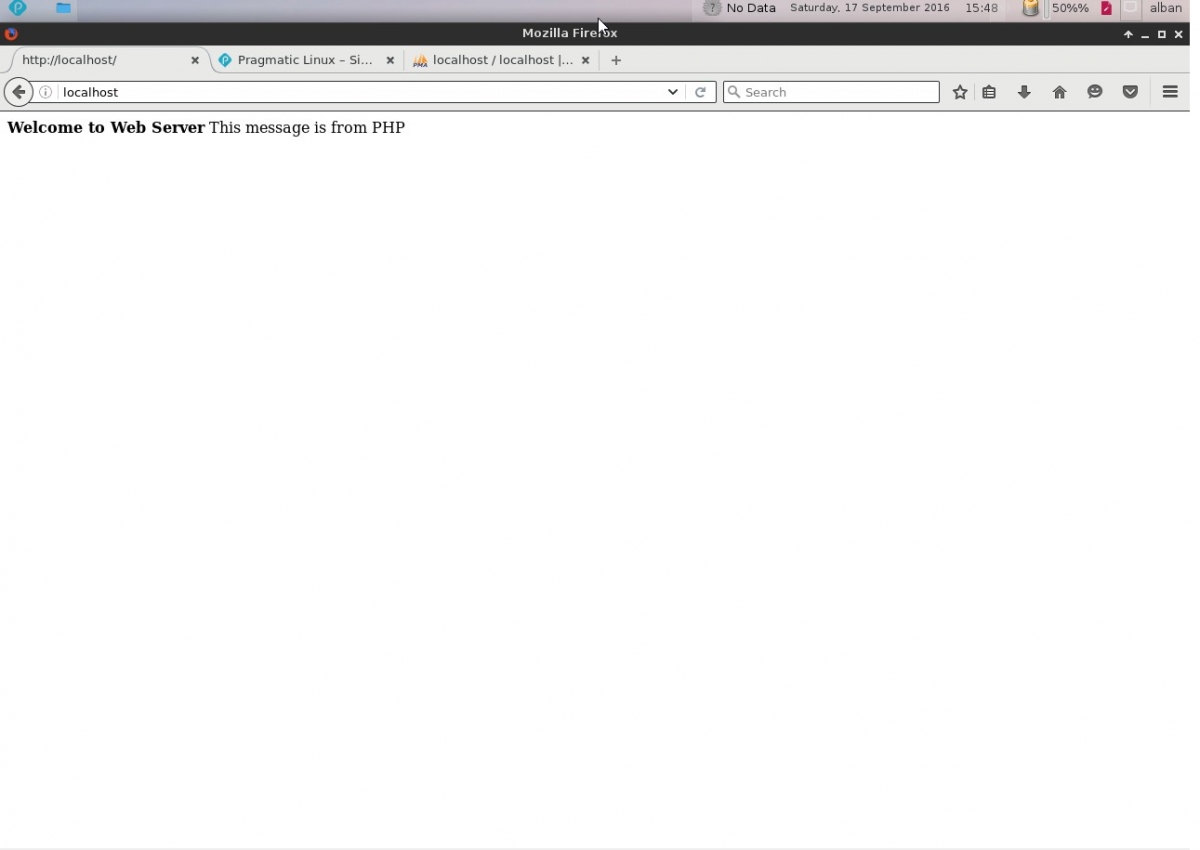 No Data Saturday, 17 September 2016 15:48 50%% alban
Mozilla Firefox
http://localhost/ Pragmatic Linux – Si... PMA localhost / localhost |...
localhost Search
Welcome to Web Server This message is from PHP